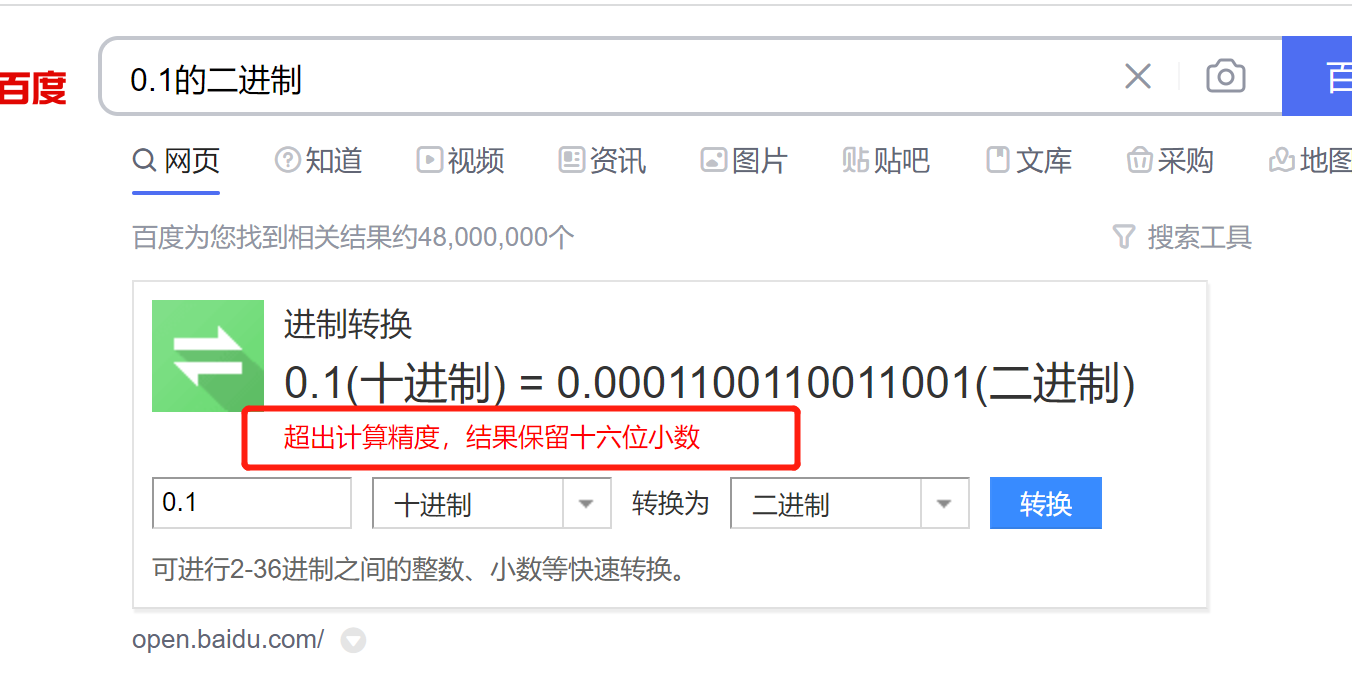 百度
0.1的二进制
百
网页 知道 视频 资讯 图片 贴吧 文库 采购 地图
百度为您找到相关结果约48,000,000个 搜索工具
进制转换
0.1(十进制) = 0.0001100110011001(二进制)
超出计算精度，结果保留十六位小数
0.1 十进制 转换为 二进制 转换
可进行2-36进制之间的整数、小数等快速转换。
open.baidu.com/